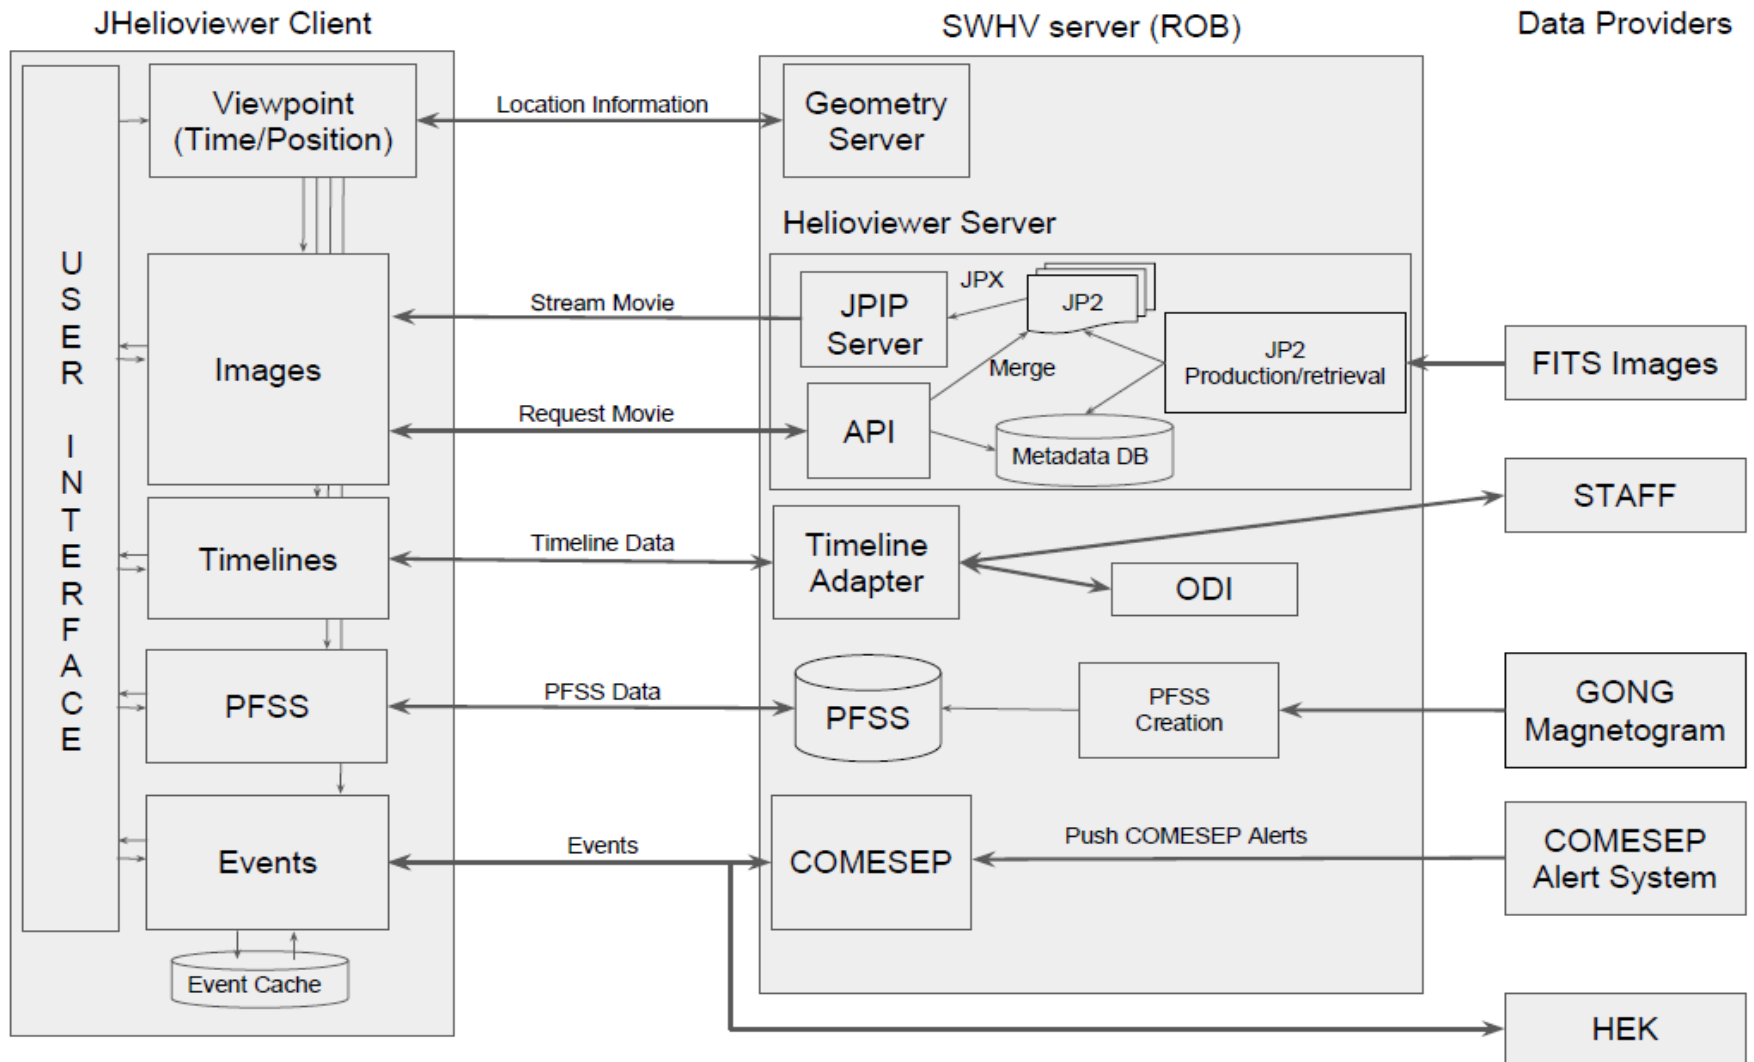 JHelioviewer Client
SWHV server (ROB)
Data Providers
USER INTERFACE
Viewpoint
(Time/Position)
Location Information
Geometry
Server
Helioviewer Server
Images
Stream Movie
JPIP
Server
JPX
JP2
Merge
JP2
Production/retrieval
FITS Images
Request Movie
API
Metadata DB
STAFF
Timelines
Timeline Data
Timeline
Adapter
ODI
PFSS
PFSS Data
PFSS
PFSS
Creation
GONG
Magnetogram
Events
Events
COMESEP
Push COMESEP Alerts
COMESEP
Alert System
Event Cache
HEK